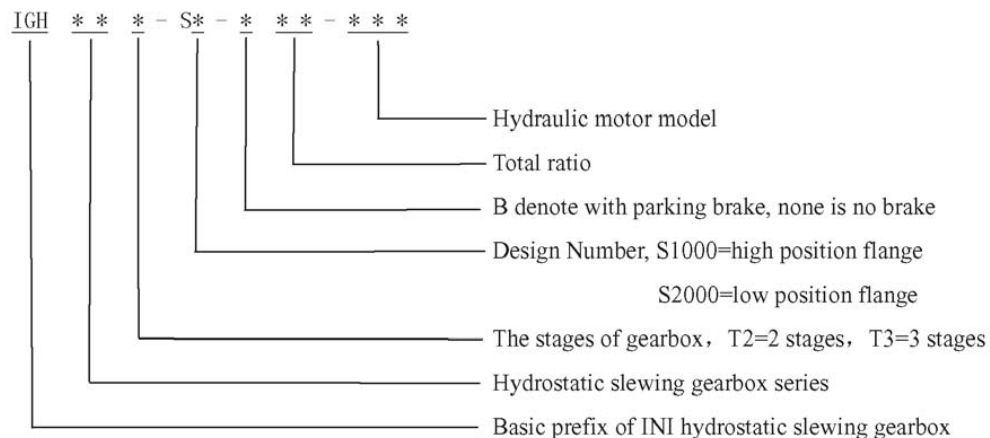 IGH ** * - S* - * ** - ***
Hydraulic motor model
Total ratio
B denote with parking brake, none is no brake
Design Number, S1000=high position flange
S2000=low position flange
The stages of gearbox，T2=2 stages，T3=3 stages
Hydrostatic slewing gearbox series
Basic prefix of INI hydrostatic slewing gearbox